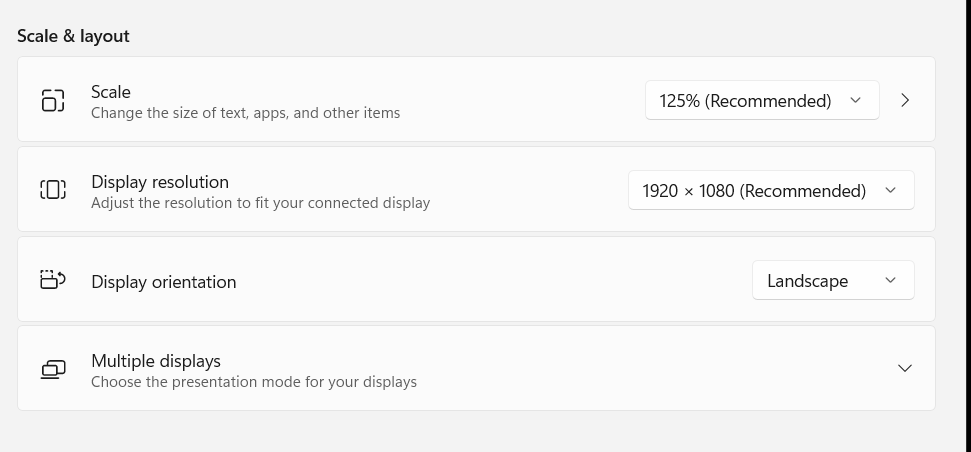 Scale & layout
Scale
Change the size of text, apps, and other items
125% (Recommended)
Display resolution
Adjust the resolution to fit your connected display
1920 × 1080 (Recommended)
Display orientation
Landscape
Multiple displays
Choose the presentation mode for your displays